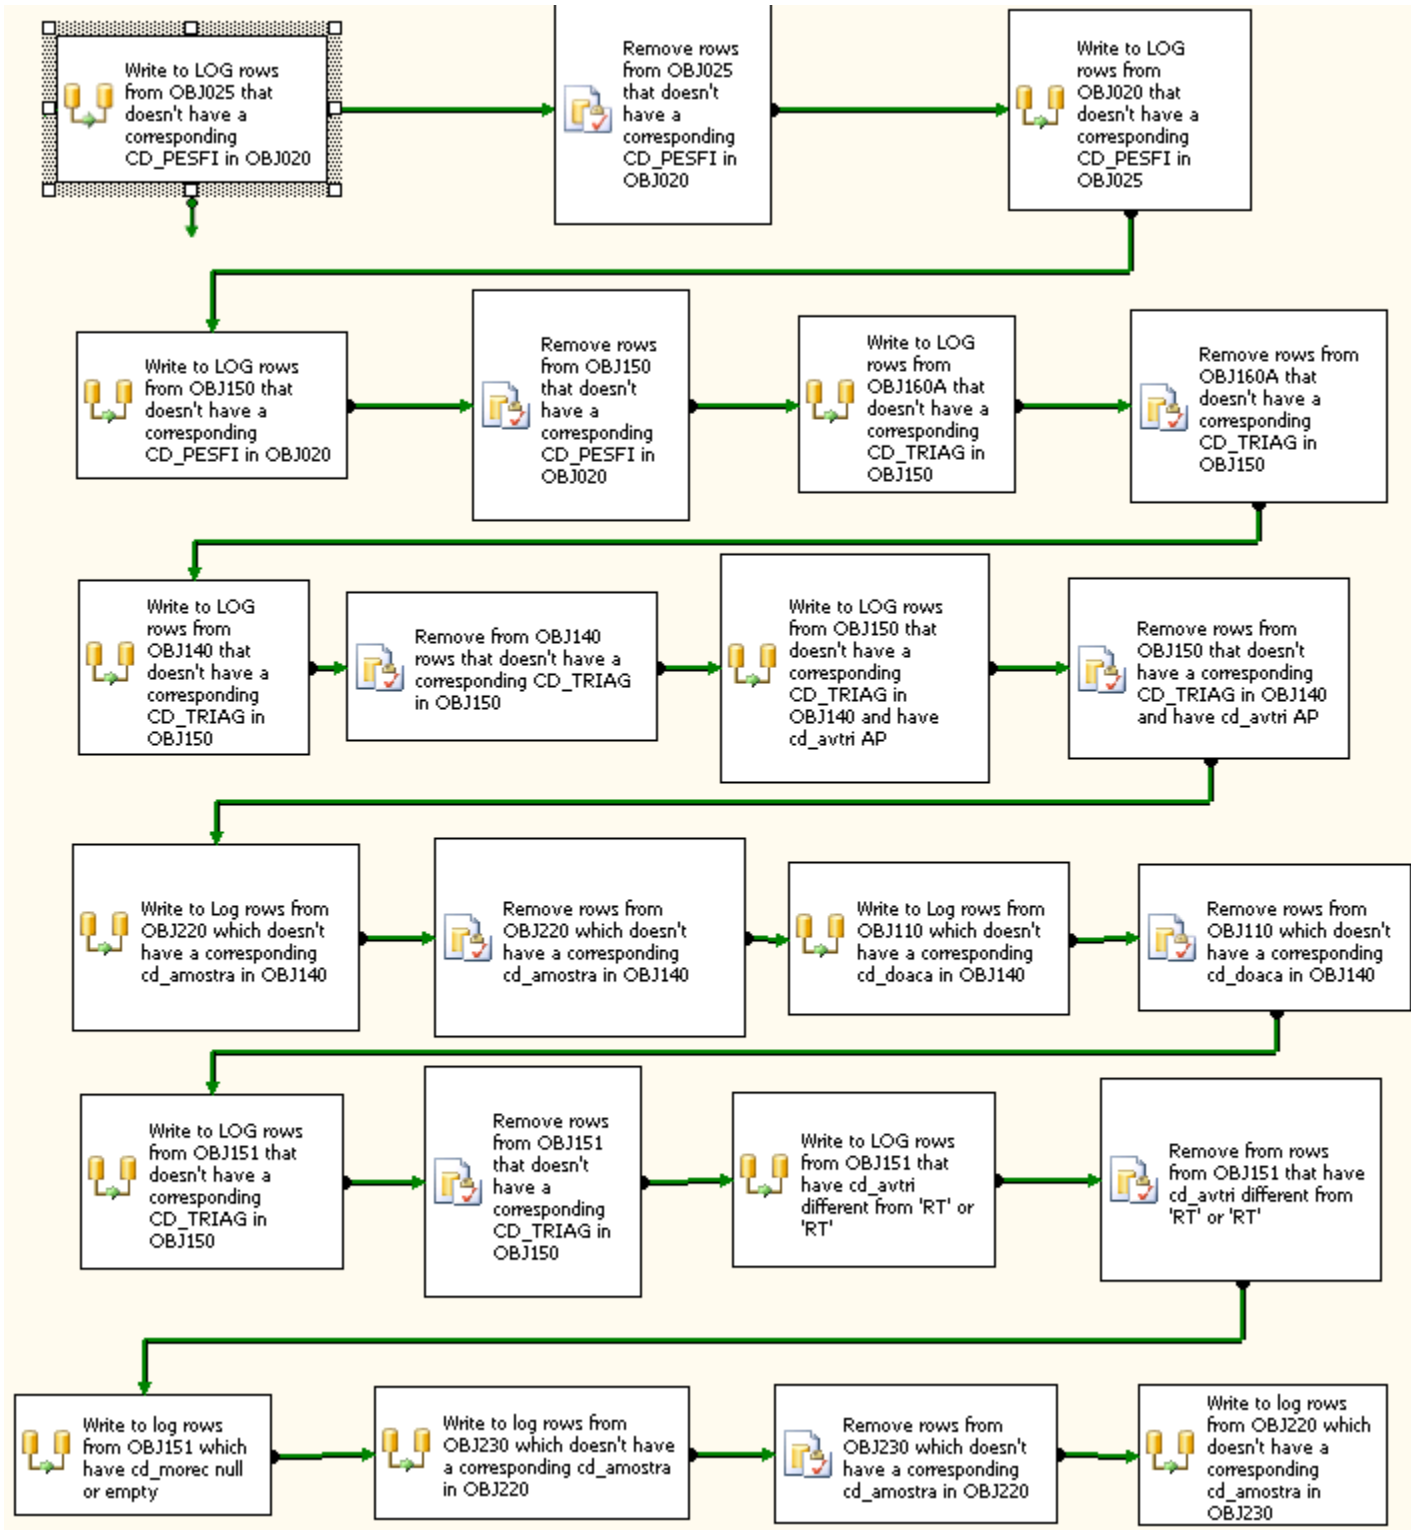 Write to LOG rows
from OBJ025 that
doesn't have a
corresponding
CD_PESFI in OBJ020
Remove rows
from OBJ025
that doesn't
have a
corresponding
CD_PESFI in
OBJ020
Write to LOG
rows from
OBJ020 that
doesn't have a
corresponding
CD_PESFI in
OBJ025
Write to LOG rows
from OBJ150 that
doesn't have a
corresponding
CD_PESFI in OBJ020
Remove rows
from OBJ150
that doesn't
have a
corresponding
CD_PESFI in
OBJ020
Write to LOG
rows from
OBJ160A that
doesn't have a
corresponding
CD_TRIAG in
OBJ150
Remove rows from
OBJ160A that
doesn't have a
corresponding
CD_TRIAG in
OBJ150
Write to LOG
rows from
OBJ140 that
doesn't have a
corresponding
CD_TRIAG in
OBJ150
Remove from OBJ140
rows that doesn't have a
corresponding CD_TRIAG
in OBJ150
Write to LOG rows
from OBJ150 that
doesn't have a
corresponding
CD_TRIAG in
OBJ140 and have
cd_avtri AP
Remove rows from
OBJ150 that doesn't
have a corresponding
CD_TRIAG in OBJ140
and have cd_avtri AP
Write to Log rows from
OBJ220 which doesn't
have a corresponding
cd_amostra in OBJ140
Remove rows from
OBJ220 which doesn't
have a corresponding
cd_amostra in OBJ140
Write to Log rows from
OBJ110 which doesn't
have a corresponding
cd_doaca in OBJ140
Remove rows from
OBJ110 which doesn't
have a corresponding
cd_doaca in OBJ140
Write to LOG rows
from OBJ151 that
doesn't have a
corresponding
CD_TRIAG in
OBJ150
Remove rows
from OBJ151
that doesn't
have a
corresponding
CD_TRIAG in
OBJ150
Write to LOG rows
from OBJ151 that
have cd_avtri
different from 'RT' or
'RT'
Remove from rows
from OBJ151 that have
cd_avtri different from
'RT' or 'RT'
Write to log rows
from OBJ151 which
have cd_morec null
or empty
Write to log rows from
OBJ230 which doesn't have
a corresponding cd_amostra
in OBJ220
Remove rows from
OBJ230 which doesn't
have a corresponding
cd_amostra in OBJ220
Write to log rows
from OBJ220 which
doesn't have a
corresponding
cd_amostra in
OBJ230